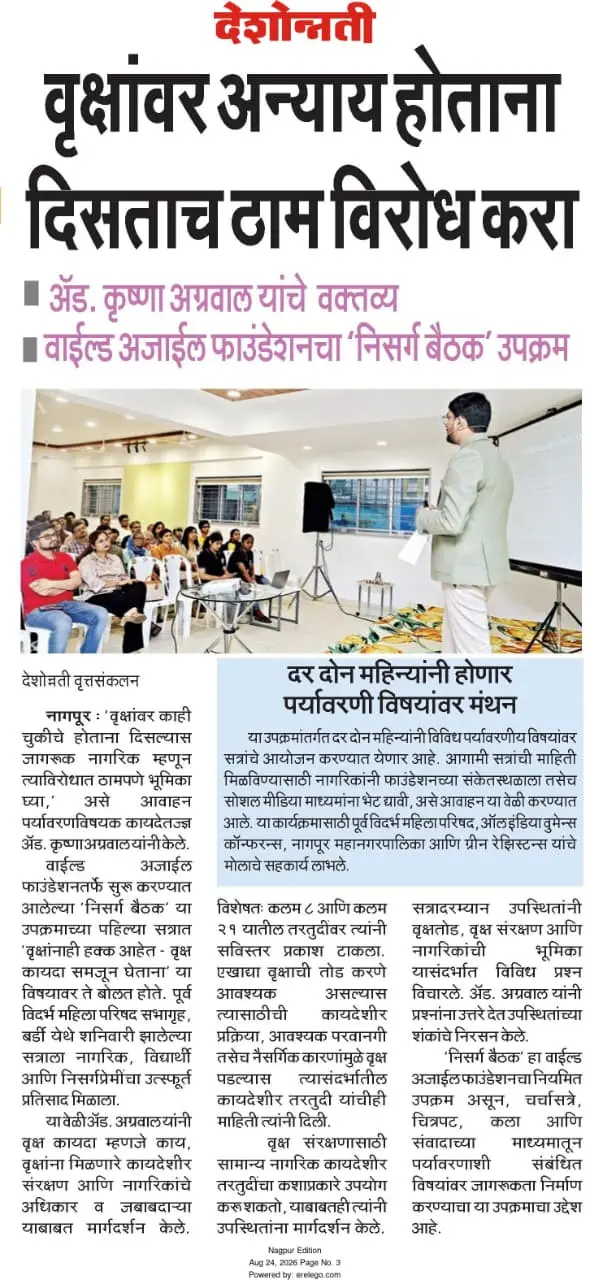 देशोन्नती
वृक्षांवर अन्याय होताना
दिसताच ठाम विरोध करा
ॲड. कृष्णा अग्रवाल यांचे वक्तव्य
वाईल्ड अजाईल फाउंडेशनचा ‘निसर्ग बैठक’ उपक्रम
देशोन्नती वृत्तसंकलन
नागपूर : ‘वृक्षांवर काही
चुकीचे होताना दिसल्यास
जागरूक नागरिक म्हणून
त्याविरोधात ठामपणे भूमिका
घ्या,’ असे आवाहन
पर्यावरणविषयक कायदेतज्ज्ञ
ॲड. कृष्णा अग्रवाल यांनी केले.
वाईल्ड अजाईल
फाउंडेशनतर्फे सुरू करण्यात
आलेल्या ‘निसर्ग बैठक’ या
उपक्रमाच्या पहिल्या सत्रात
‘वृक्षांनाही हक्क आहेत - वृक्ष
कायदा समजून घेताना’ या
विषयावर ते बोलत होते. पूर्व
विदर्भ महिला परिषद सभागृह,
बर्डी येथे शनिवारी झालेल्या
सत्राला नागरिक, विद्यार्थी
आणि निसर्गप्रेमींचा उत्स्फूर्त
प्रतिसाद मिळाला.
या वेळी ॲड. अग्रवाल यांनी
वृक्ष कायदा म्हणजे काय,
वृक्षांना मिळणारे कायदेशीर
संरक्षण आणि नागरिकांचे
अधिकार व जबाबदाऱ्या
याबाबत मार्गदर्शन केले.
दर दोन महिन्यांनी होणार
पर्यावरणी विषयांवर मंथन
या उपक्रमांतर्गत दर दोन महिन्यांनी विविध पर्यावरणीय विषयांवर
सत्रांचे आयोजन करण्यात येणार आहे. आगामी सत्रांची माहिती
मिळविण्यासाठी नागरिकांनी फाउंडेशनच्या संकेतस्थळाला तसेच
सोशल मीडिया माध्यमांना भेट द्यावी, असे आवाहन या वेळी करण्यात
आले. या कार्यक्रमासाठी पूर्व विदर्भ महिला परिषद, ऑल इंडिया वुमेन्स
कॉन्फरन्स, नागपूर महानगरपालिका आणि ग्रीन रेझिस्टन्स यांचे
मोलाचे सहकार्य लाभले.
विशेषतः कलम ८ आणि कलम
२१ यातील तरतुदींवर त्यांनी
सविस्तर प्रकाश टाकला.
एखाद्या वृक्षाची तोड करणे
आवश्यक असल्यास
त्यासाठीची कायदेशीर
प्रक्रिया, आवश्यक परवानगी
तसेच नैसर्गिक कारणांमुळे वृक्ष
पडल्यास त्यासंदर्भातील
कायदेशीर तरतुदी यांचीही
माहिती त्यांनी दिली.
वृक्ष संरक्षणासाठी
सामान्य नागरिक कायदेशीर
तरतुदींचा कशाप्रकारे उपयोग
करू शकतो, याबाबतही त्यांनी
उपस्थितांना मार्गदर्शन केले.
सत्रादरम्यान उपस्थितांनी
वृक्षतोड, वृक्ष संरक्षण आणि
नागरिकांची भूमिका
यासंदर्भात विविध प्रश्न
विचारले. ॲड. अग्रवाल यांनी
प्रश्नांना उत्तरे देत उपस्थितांच्या
शंकांचे निरसन केले.
‘निसर्ग बैठक’ हा वाईल्ड
अजाईल फाउंडेशनचा नियमित
उपक्रम असून, चर्चासत्रे,
चित्रपट, कला आणि
संवादाच्या माध्यमातून
पर्यावरणाशी संबंधित
विषयांवर जागरूकता निर्माण
करण्याचा या उपक्रमाचा उद्देश
आहे.
Nagpur Edition
Aug 24, 2026 Page No. 3
Powered by: erelego.com